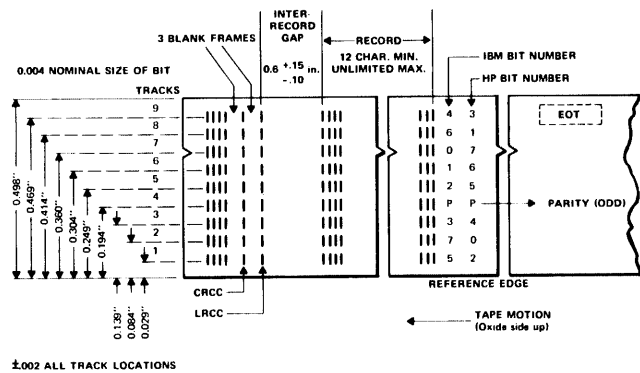 INTER-
RECORD
GAP
3 BLANK FRAMES
0.6 +.15 -.10 in.
RECORD
12 CHAR. MIN.
UNLIMITED MAX.
IBM BIT NUMBER
HP BIT NUMBER
0.004 NOMINAL SIZE OF BIT
TRACKS
9
8
7
6
5
4
3
2
1
0.498"
0.469"
0.414"
0.360"
0.304"
0.249"
0.194"
0.139"
0.084"
0.029"
4 3
6 1
0 7
1 6
2 5
P P
3 4
7 0
5 2
EOT
PARITY (ODD)
CRCC
LRCC
REFERENCE EDGE
TAPE MOTION
(Oxide side up)
±.002 ALL TRACK LOCATIONS